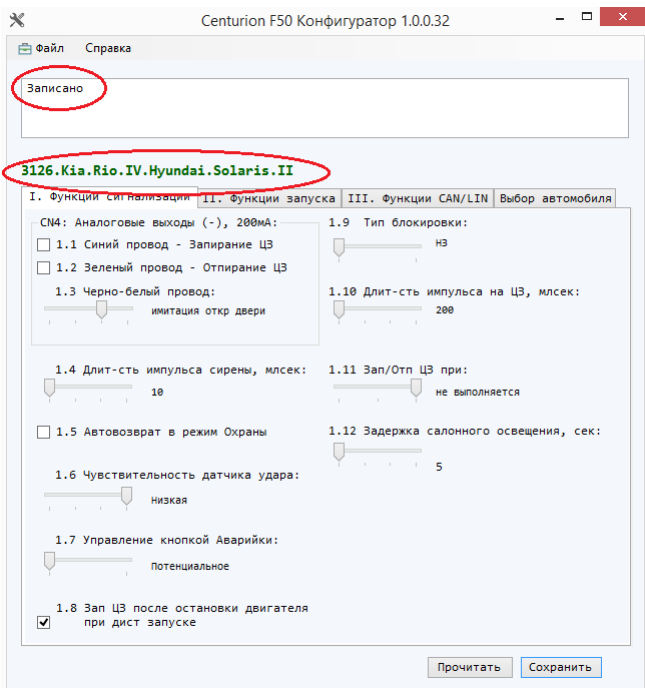 Centurion F50 Конфигуратор 1.0.0.32
Файл Справка
Записано
3126.Kia.Rio.IV.Hyundai.Solaris.II
I. Функции сигнализации II. Функции запуска III. Функции CAN/LIN Выбор автомобиля
CN4: Аналоговые выходы (-), 200мА:
1.1 Синий провод - Запирание ЦЗ
1.2 Зеленый провод - Отпирание ЦЗ
1.3 Черно-белый провод:
имитация откр двери
1.4 Длит-сть импульса сирены, млсек:
10
1.5 Автовозврат в режим Охраны
1.6 Чувствительность датчика удара:
Низкая
1.7 Управление кнопкой Аварийки:
Потенциальное
1.8 Зап ЦЗ после остановки двигателя
при дист запуске
1.9 Тип блокировки:
НЗ
1.10 Длит-сть импульса на ЦЗ, млсек:
200
1.11 Зап/Отп ЦЗ при:
не выполняется
1.12 Задержка салонного освещения, сек:
5
Прочитать Сохранить